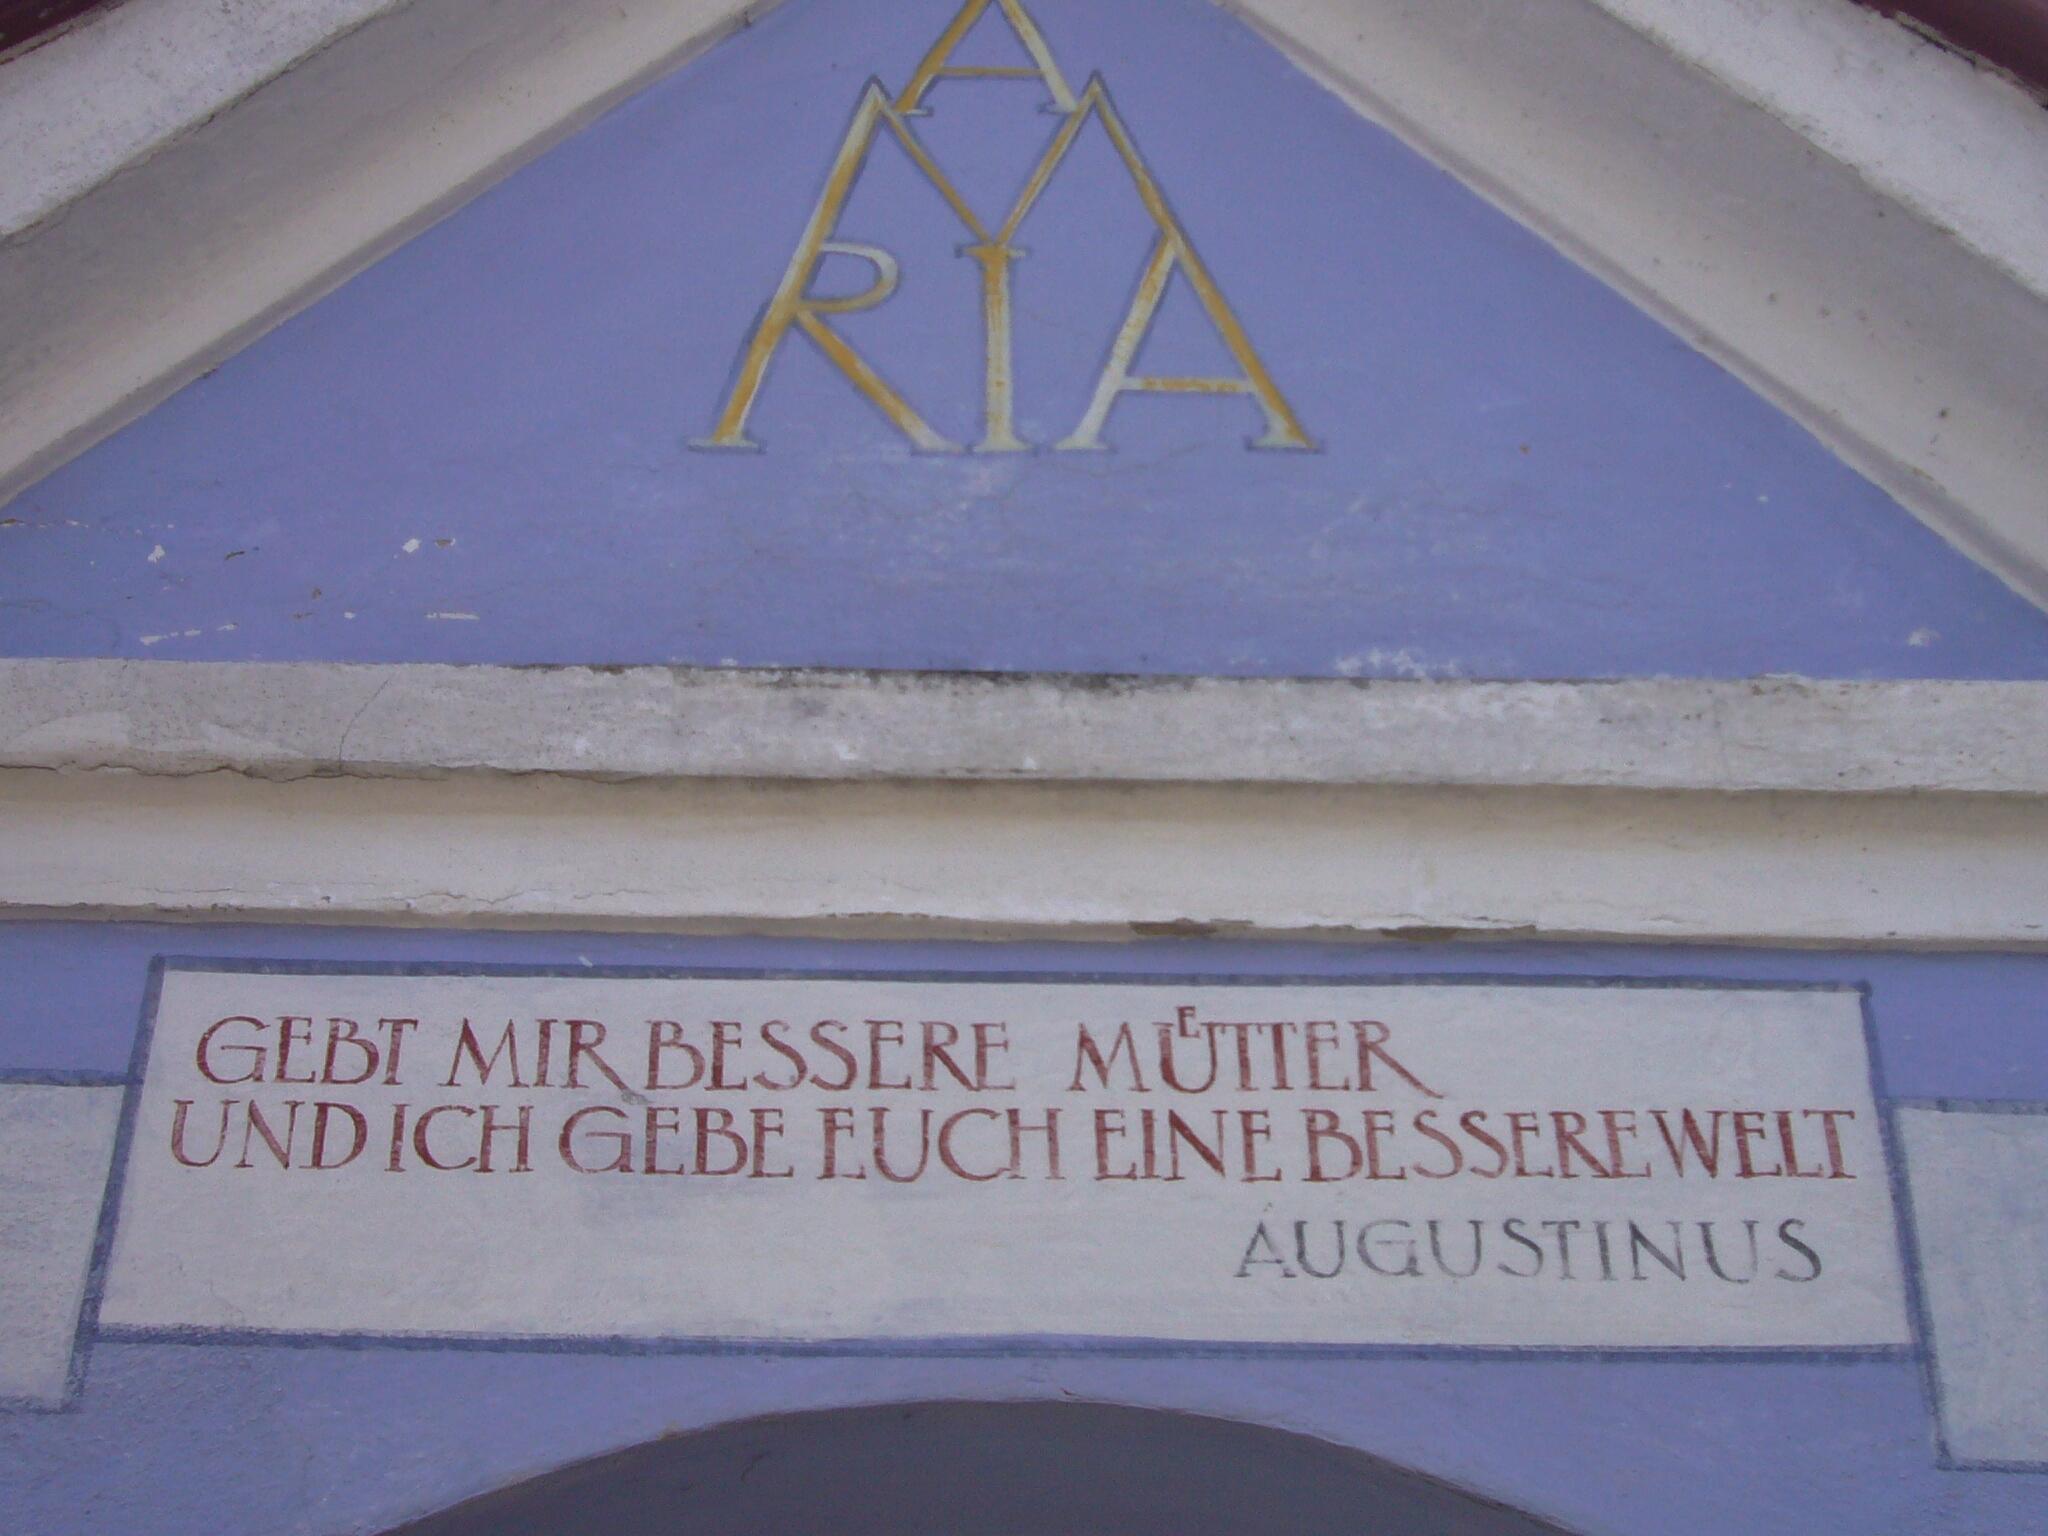 MARIA
GEBT MIR BESSERE MÜTTER
UND ICH GEBE EUCH EINE BESSERE WELT
AUGUSTINUS